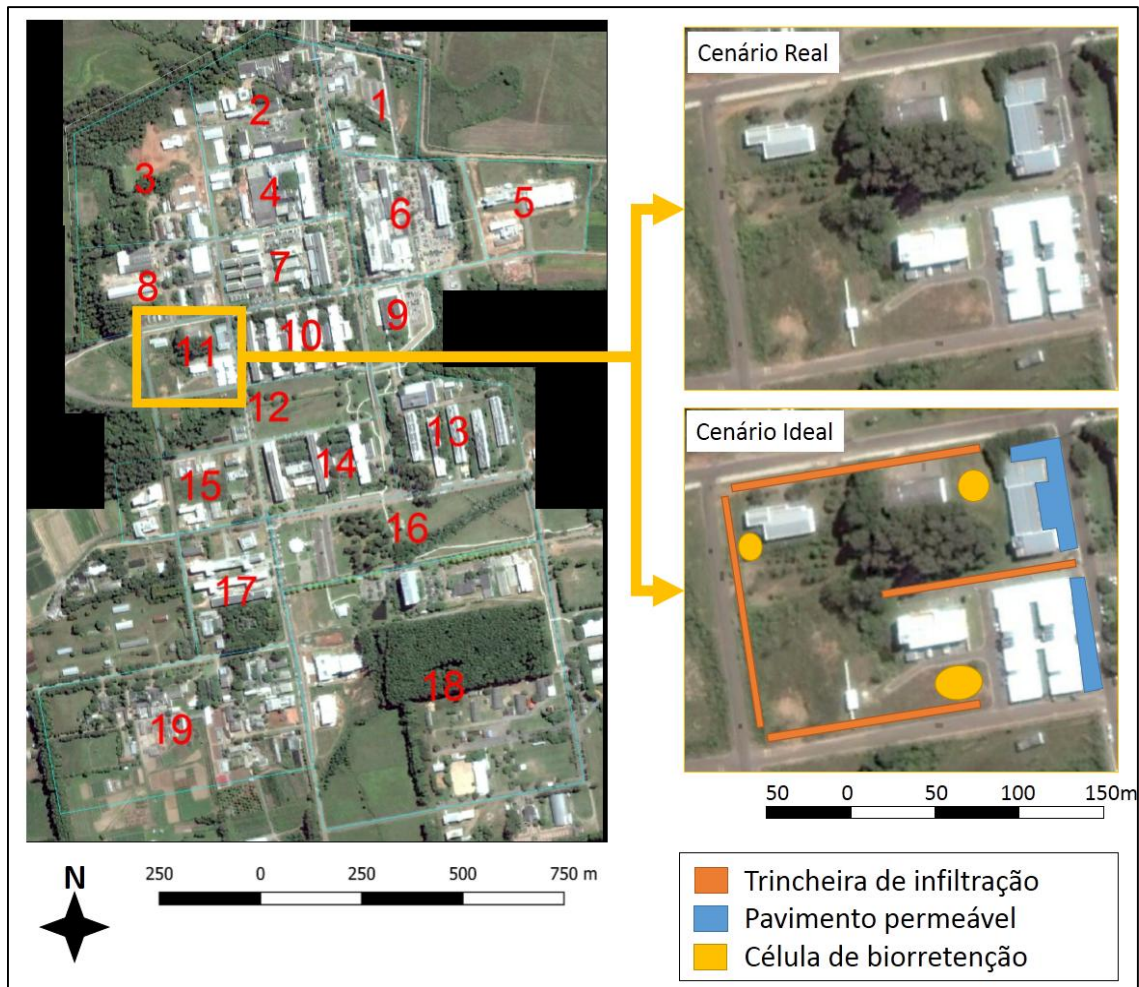 Cenário Real
1
2
3
4
5
6
7
8
9
10
11
12
13
14
15
16
17
18
19
Cenário Ideal
50 0 50 100 150m
N
250 0 250 500 750 m
Trincheira de infiltração
Pavimento permeável
Célula de biorretenção